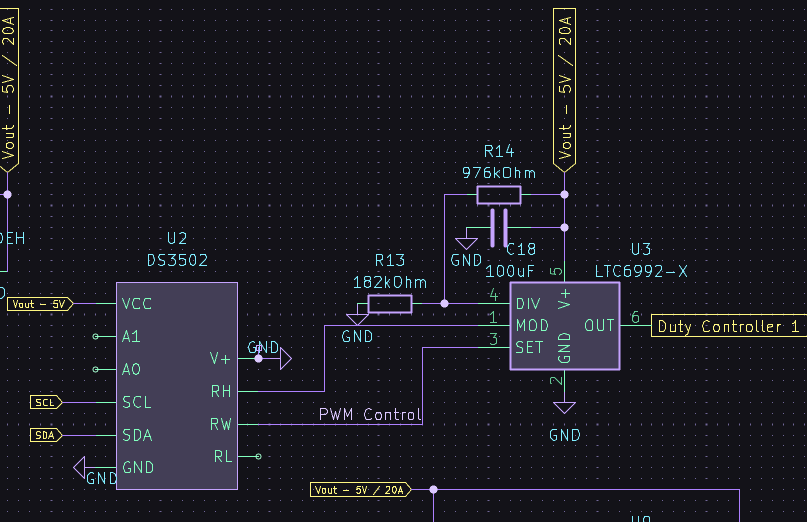 Vout - 5V / 20A
Vout - 5V / 20A
R14
976kOhm
DEH
U2
DS3502
GND
C18
100uF
U3
LTC6992-X
R13
182kOhm
GND
Vout - 5V
VCC
A1
A0
SCL
SDA
GND
V+
RH
RW
RL
SCL
SDA
GND
GND
PWM Control
4
1
3
5
6
2
DIV
MOD
SET
V+
GND
OUT
Duty Controller 1
GND
Vout - 5V / 20A